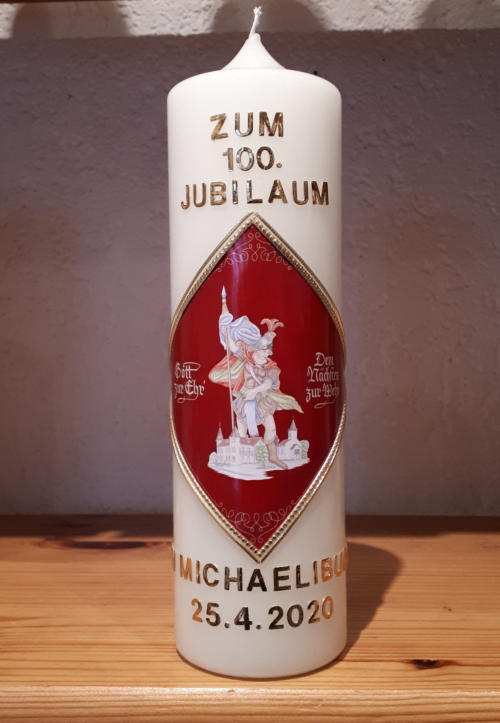 ZUM
100.
JUBILAUM
Gott
zur Ehr'
Dem
Nächsten
zur Wehr
MICHAELIBU
25.4.2020